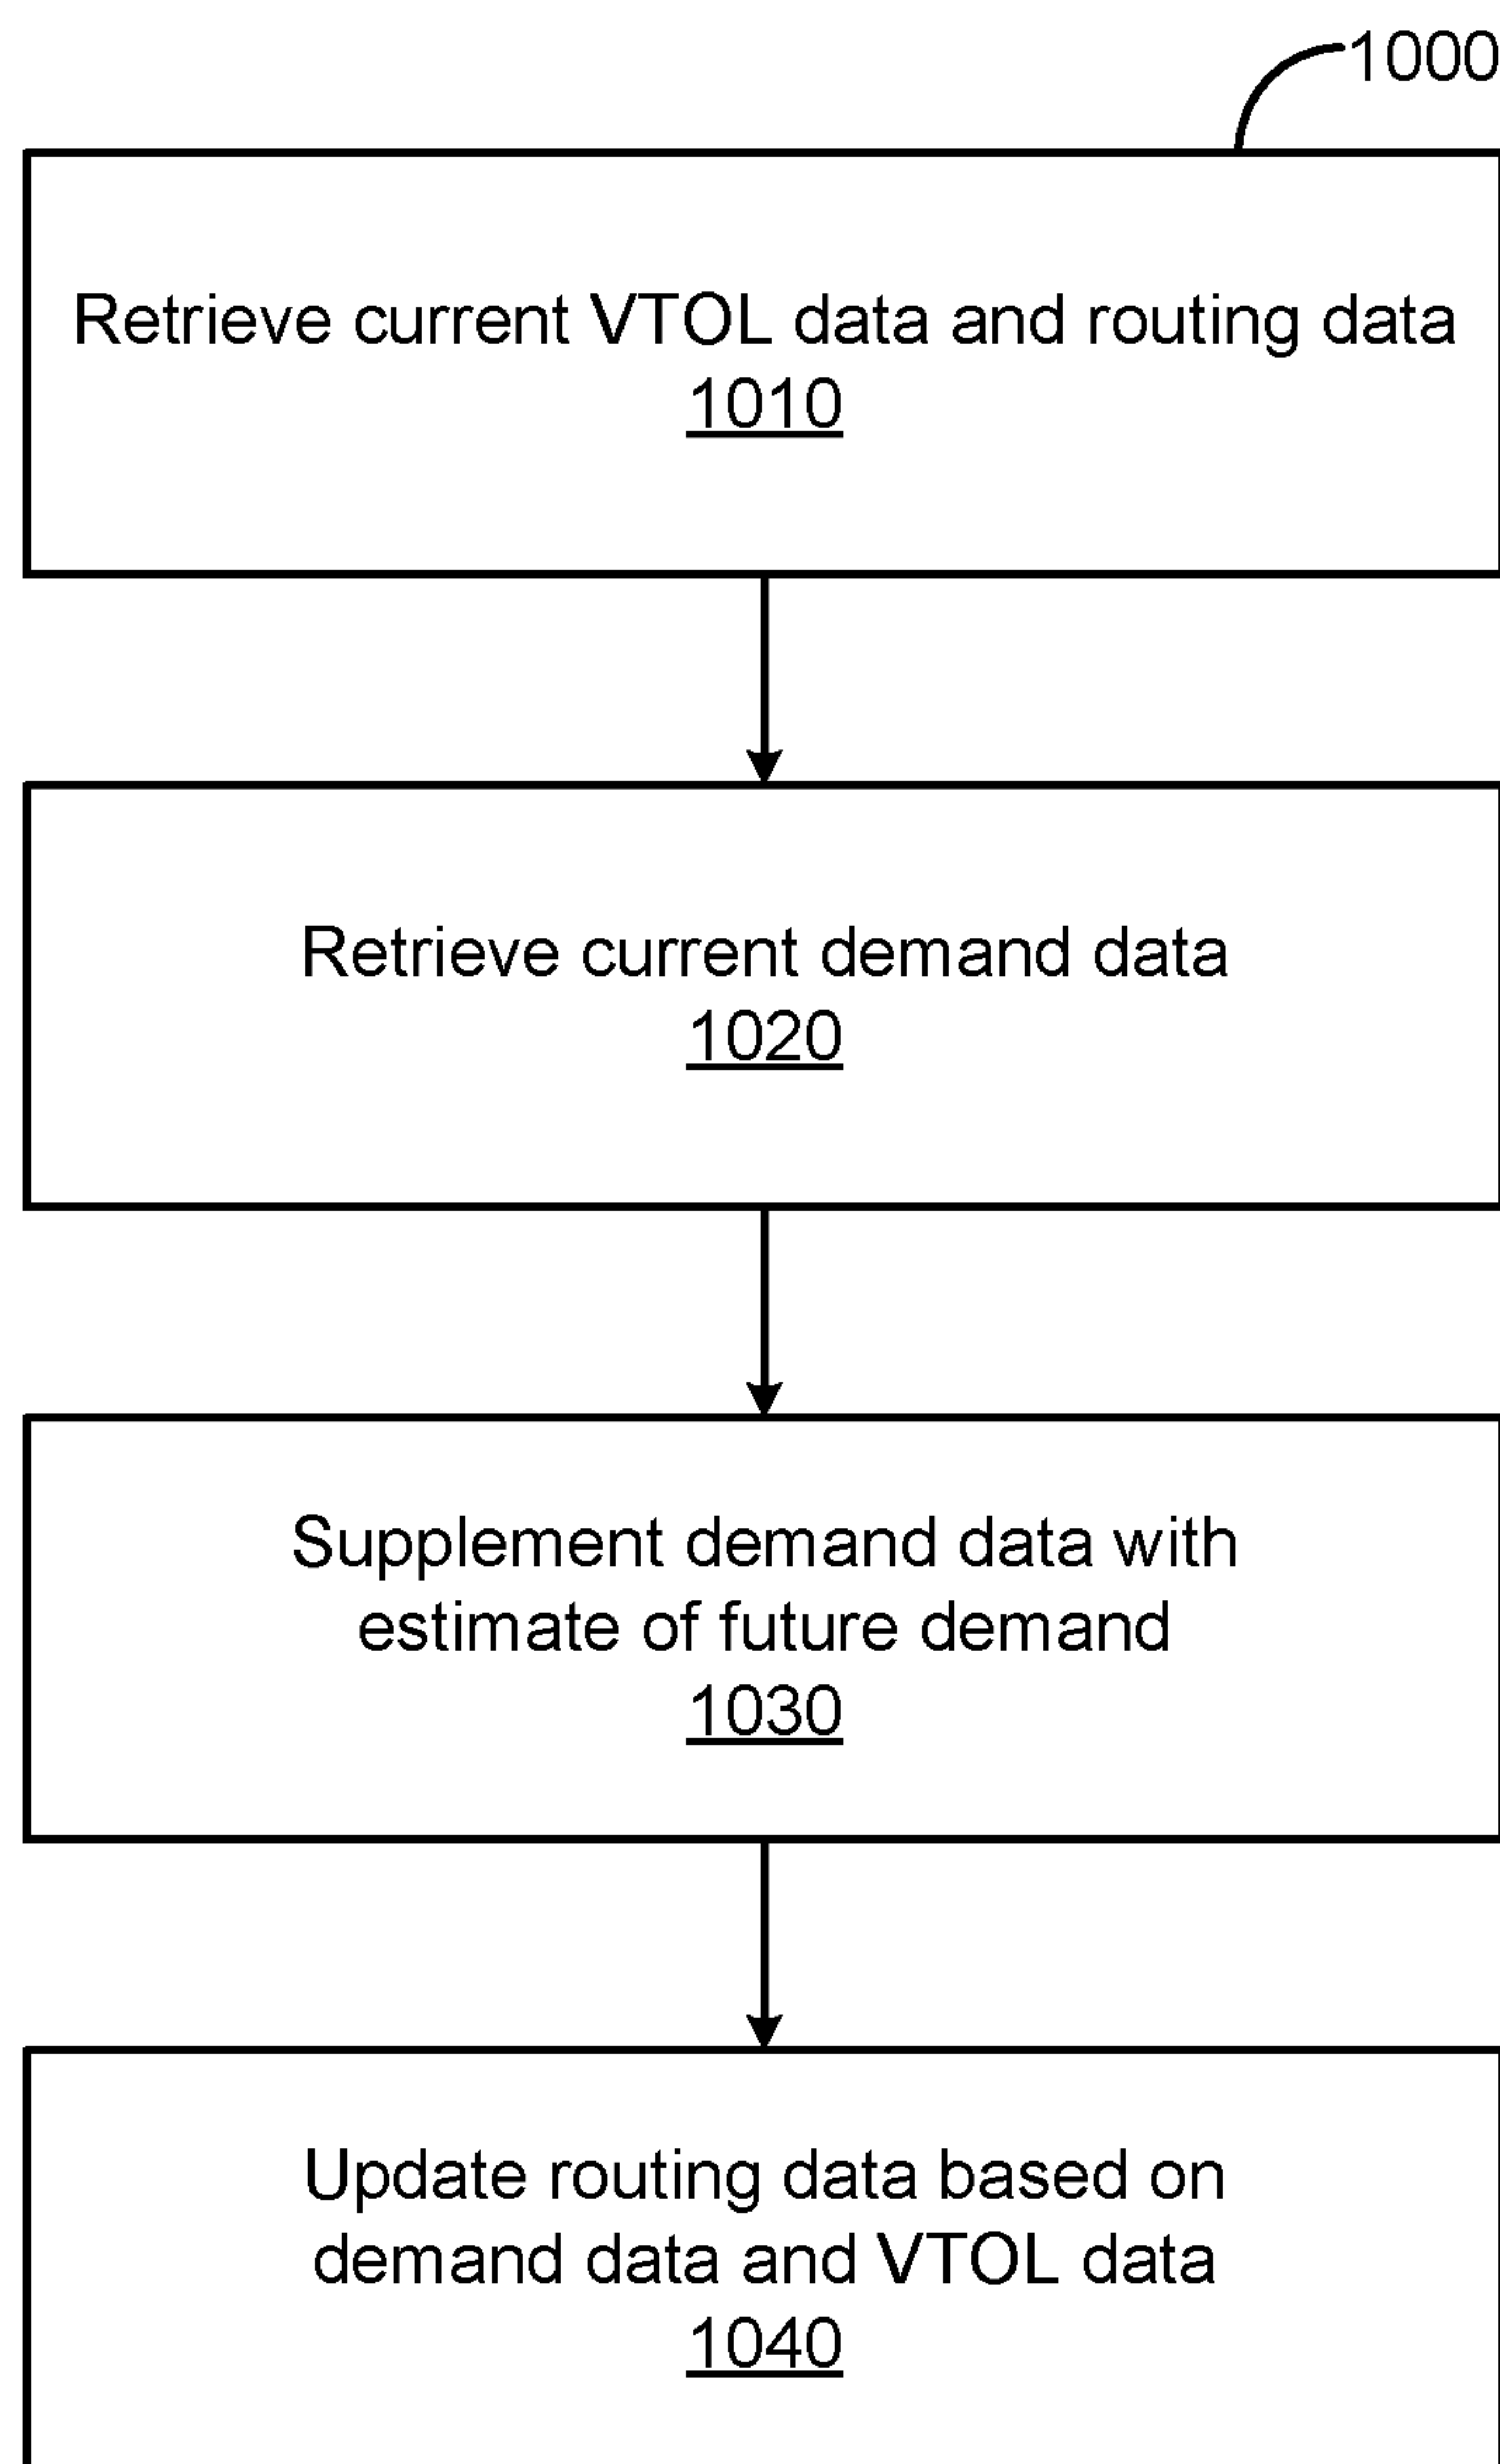 1000
Retrieve current VTOL data and routing data
1010
Retrieve current demand data
1020
Supplement demand data with
estimate of future demand
1030
Update routing data based on
demand data and VTOL data
1040